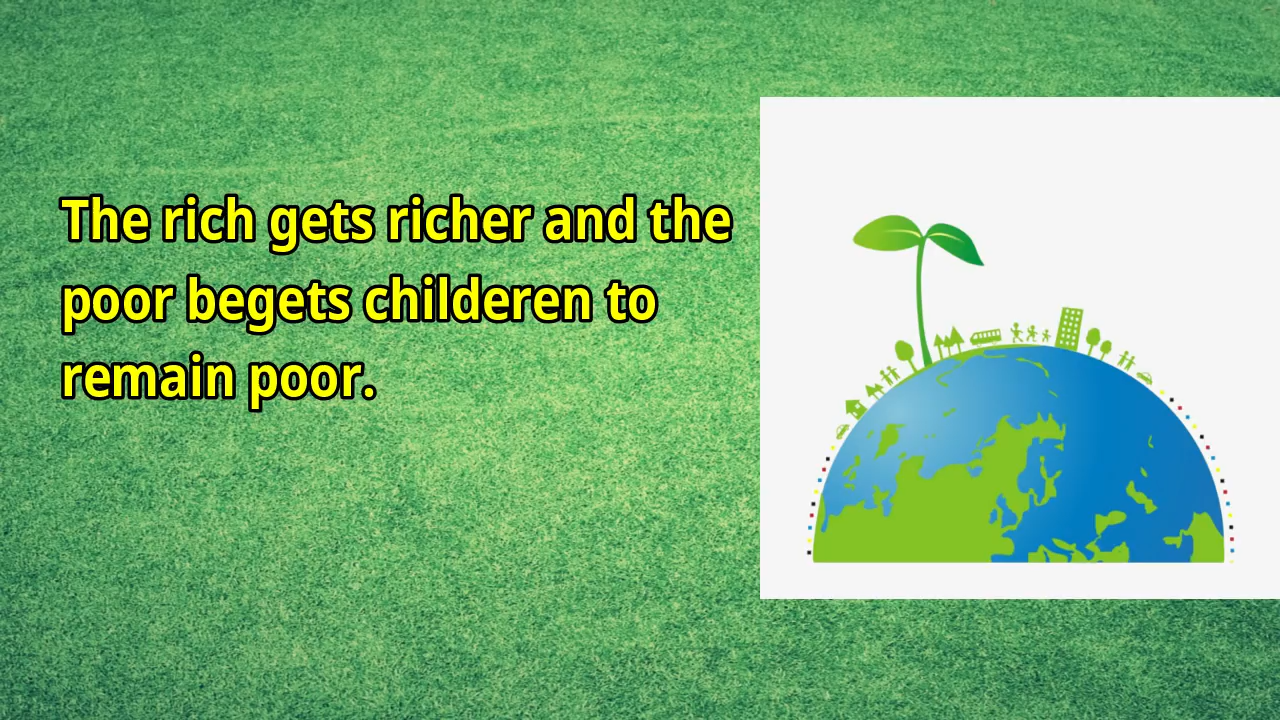 The rich gets richer and the
poor begets childeren to
remain poor.